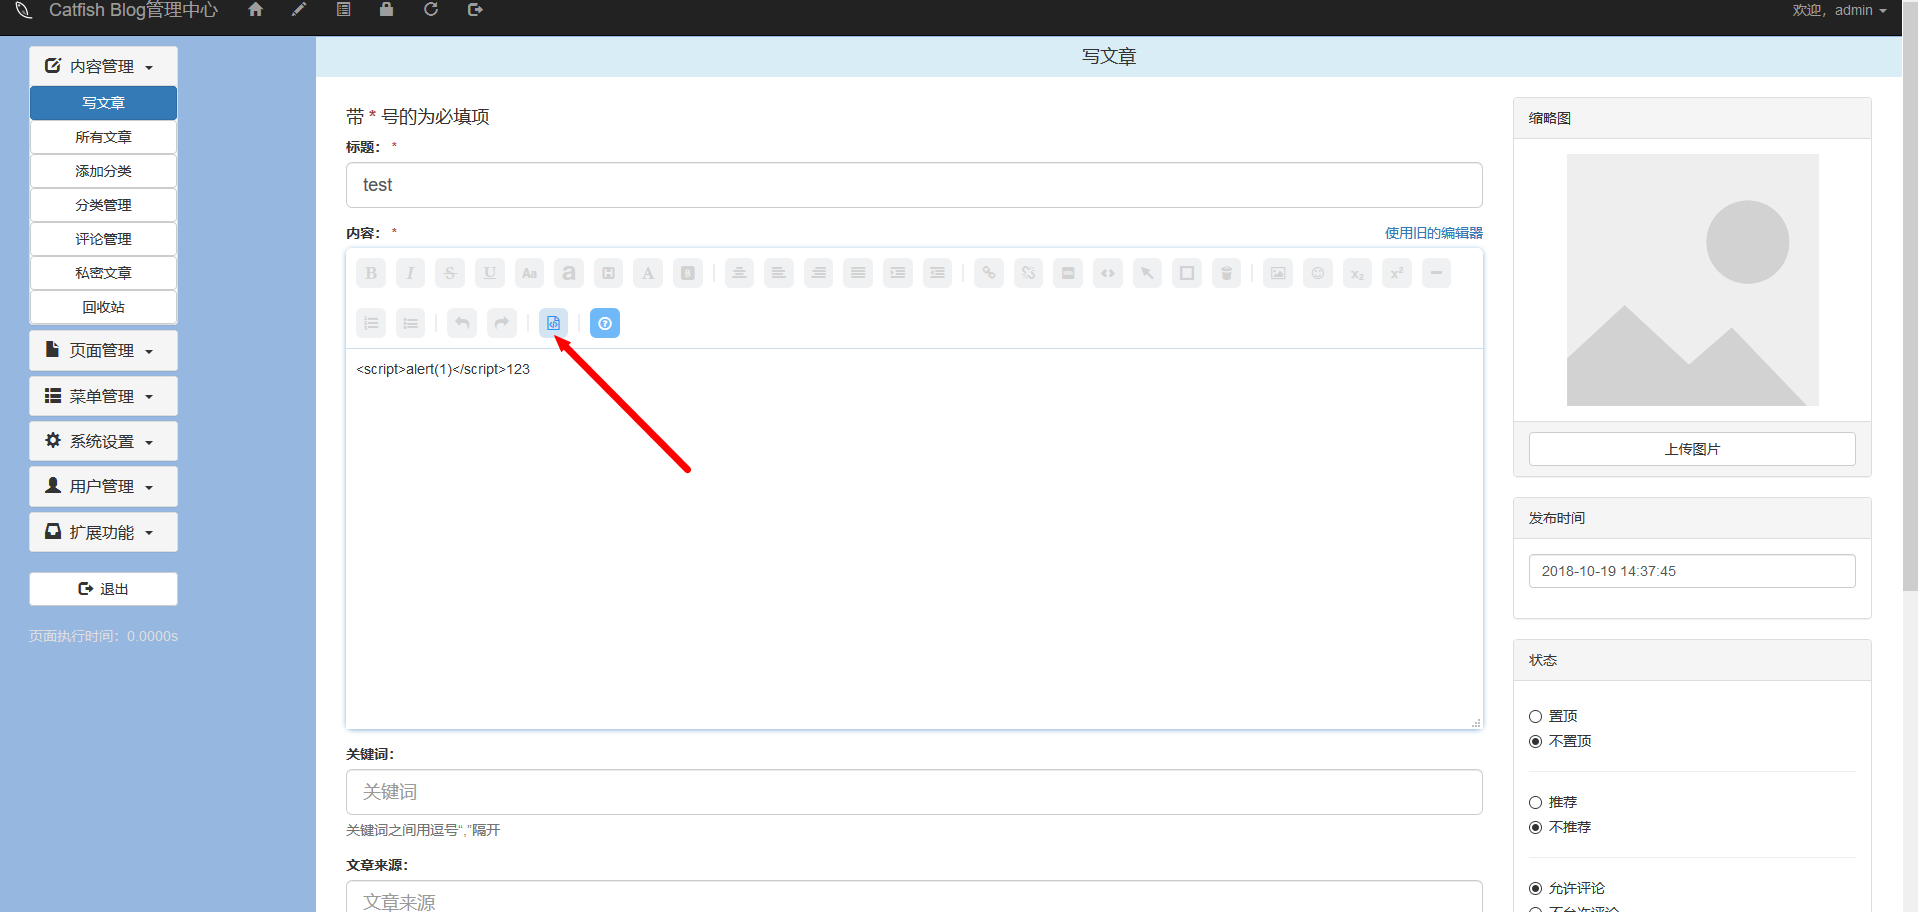 Catfish Blog管理中心
欢迎，admin
内容管理
写文章
所有文章
添加分类
分类管理
评论管理
私密文章
回收站
页面管理
菜单管理
系统设置
用户管理
扩展功能
退出
页面执行时间：0.0000s
写文章
带 * 号的为必填项
标题： *
test
内容： *
使用旧的编辑器
<script>alert(1)</script>123
关键词：
关键词
关键词之间用逗号“,”隔开
文章来源：
文章来源
缩略图
上传图片
发布时间
2018-10-19 14:37:45
状态
置顶
不置顶
推荐
不推荐
允许评论
不允许评论